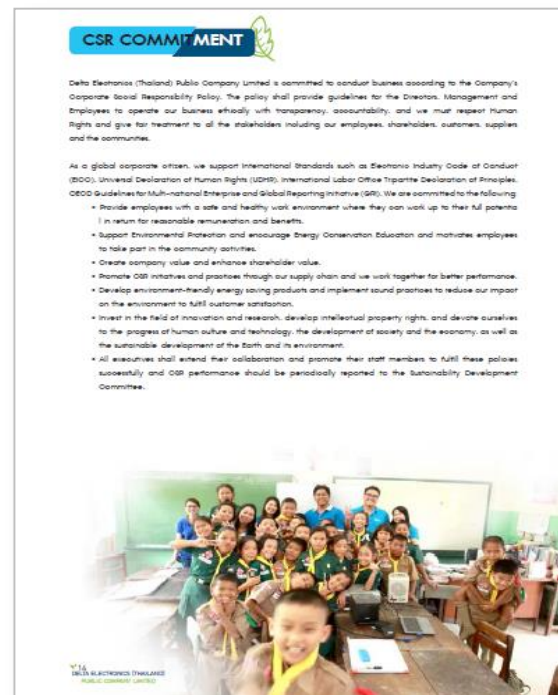 CSR COMMITMENT
Delta Electronics (Thailand) Public Company Limited is committed to conduct business according to the Company's
Corporate Social Responsibility Policy. The policy shall provide guidelines for the Directors, Management and
Employees to operate our business ethically with transparency, accountability, and we must respect Human
Rights and give fair treatment to all the stakeholders including our employees, shareholders, customers, suppliers
and the communities.
As a global corporate citizen, we support International Standards such as Electronic Industry Code of Conduct
(EICC), Universal Declaration of Human Rights (UDHR), International Labor Office Tripartite Declaration of Principles,
OECD Guidelines for Multi-national Enterprise and Global Reporting Initiative (GRI). We are committed to the following
• Provide employees with a safe and healthy work environment where they can work up to their full potentia
l in return for reasonable remuneration and benefits.
• Support Environmental Protection and encourage Energy Conservation Education and motivates employees
to take part in the community activities.
• Create company value and enhance shareholder value.
• Promote CSR initiatives and practices through our supply chain and we work together for better performance.
• Develop environment-friendly energy saving products and implement sound practices to reduce our impact
on the environment to fulfill customer satisfaction.
• Invest in the field of innovation and research, develop intellectual property rights, and devote ourselves
to the progress of human culture and technology, the development of society and the economy, as well as
the sustainable development of the Earth and its environment.
• All executives shall extend their collaboration and promote their staff members to fulfill these policies
successfully and CSR performance should be periodically reported to the Sustainability Development
Committee.
14
DELTA ELECTRONICS (THAILAND)
PUBLIC COMPANY LIMITED